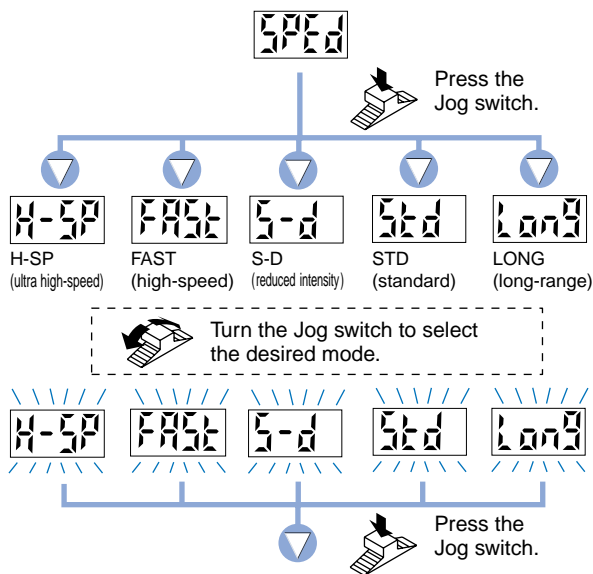 SPEd
Press the
Jog switch.
H-SP FASt S-d Std Long
H-SP FAST S-D STD LONG
(ultra high-speed) (high-speed) (reduced intensity) (standard) (long-range)
Turn the Jog switch to select
the desired mode.
H-SP FASt S-d Std Long
Press the
Jog switch.